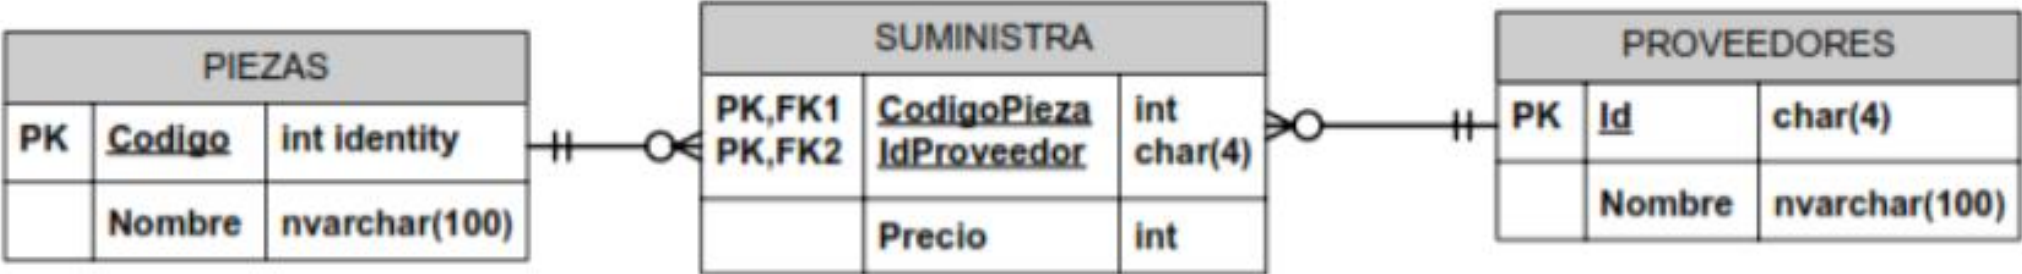 PIEZAS
PK Codigo int identity
Nombre nvarchar(100)
SUMINISTRA
PK,FK1 CodigoPieza int
PK,FK2 IdProveedor char(4)
Precio int
PROVEEDORES
PK Id char(4)
Nombre nvarchar(100)